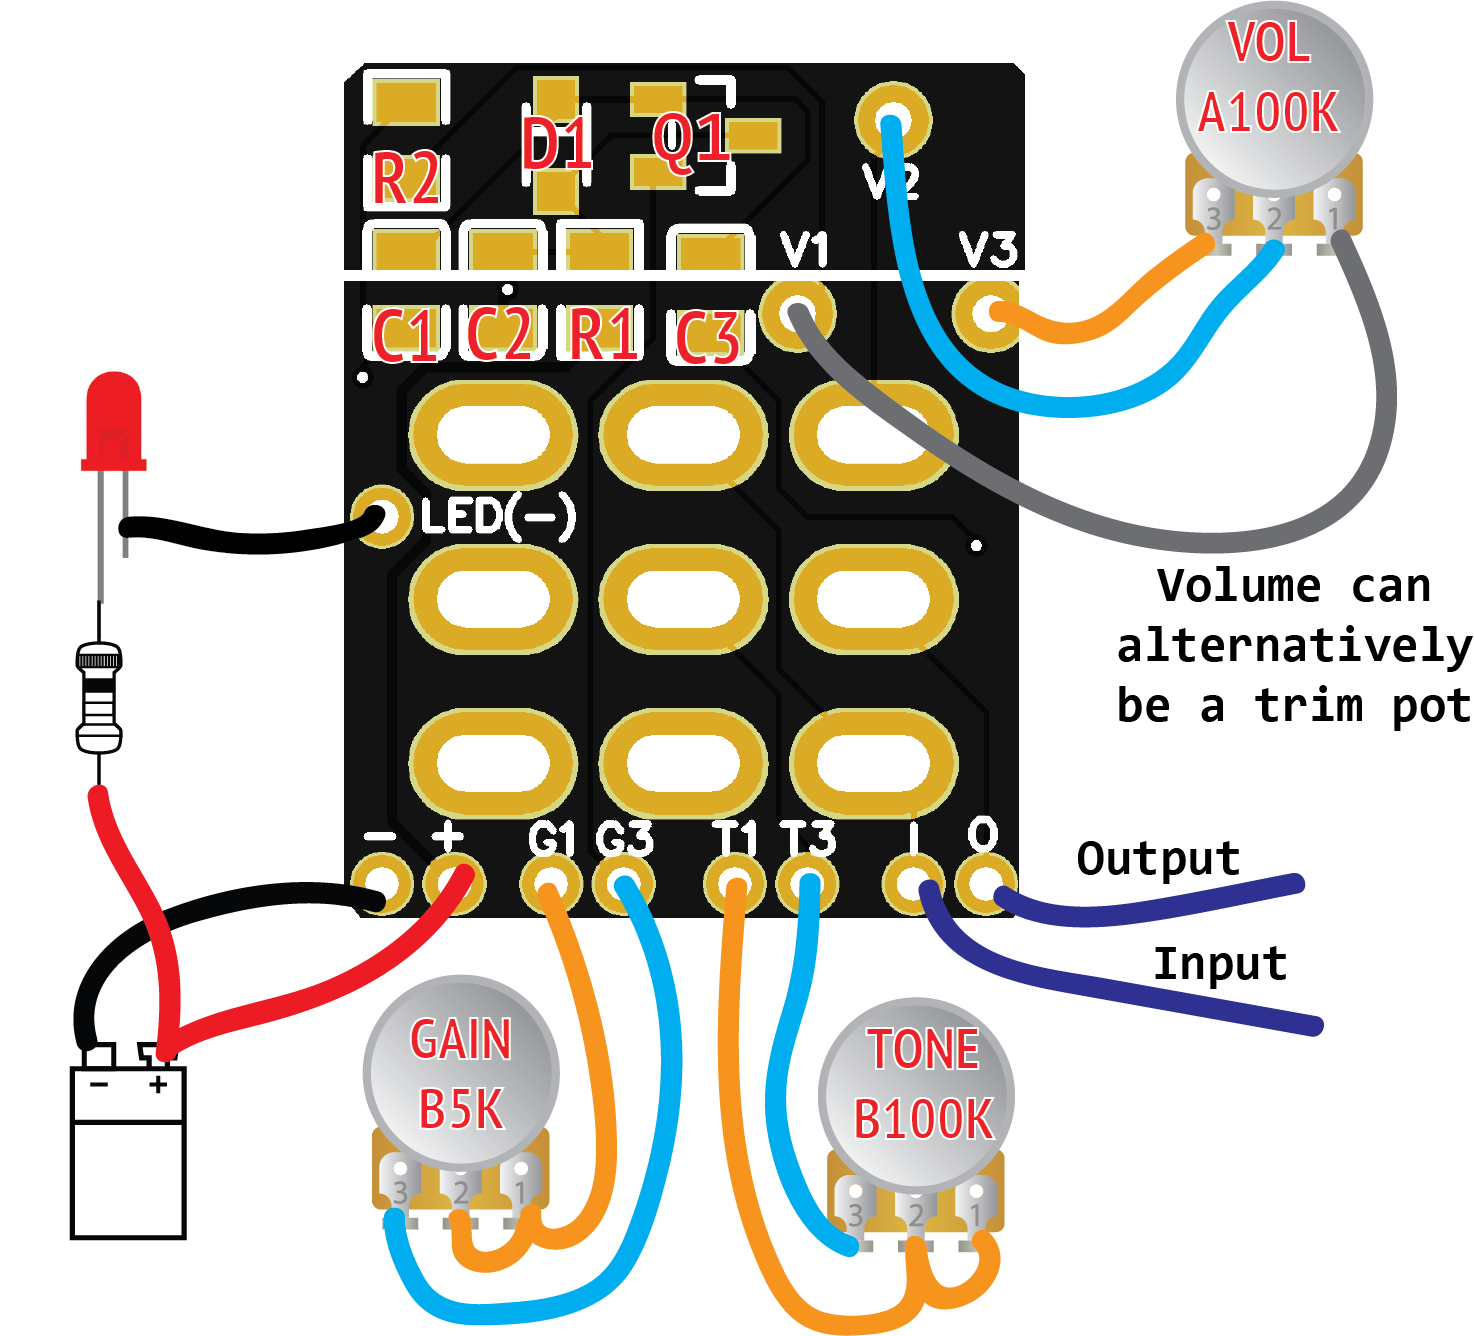 VOL
A100K
3 2 1
R2
D1
Q1
V2
V1
V3
C1
C2
R1
C3
LED(-)
Volume can
alternatively
be a trim pot
- + G1 G3 T1 T3 I O
Output
Input
GAIN
B5K
3 2 1
TONE
B100K
3 2 1
- +